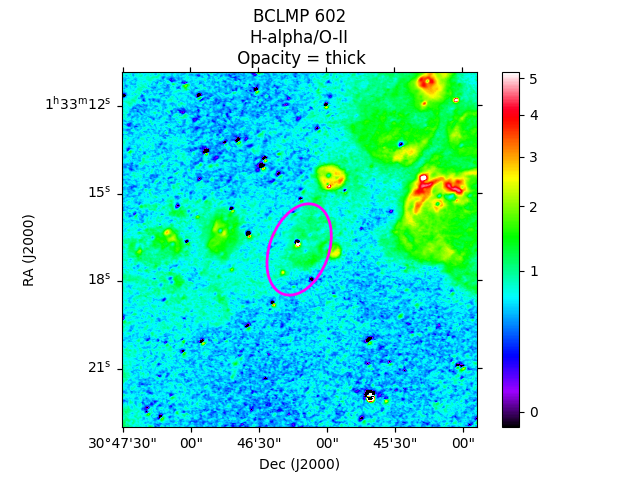 BCLMP 602
H-alpha/O-II
Opacity = thick
1ʰ33ᵐ12ˢ
15ˢ
18ˢ
21ˢ
RA (J2000)
30°47'30" 00" 46'30" 00" 45'30" 00"
Dec (J2000)
5
4
3
2
1
0